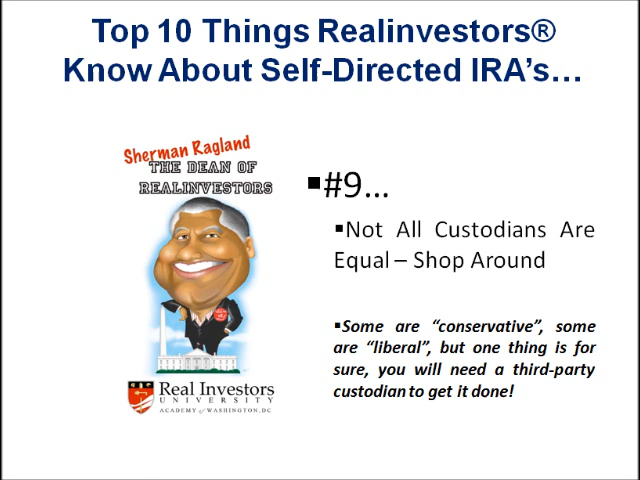 Top 10 Things Realinvestors®
Know About Self-Directed IRA's…
Sherman Ragland
THE DEAN OF
REALINVESTORS
Real Investors
UNIVERSITY
ACADEMY of WASHINGTON, DC
▪#9…
▪Not All Custodians Are
Equal – Shop Around
▪Some are “conservative”, some
are “liberal”, but one thing is for
sure, you will need a third-party
custodian to get it done!